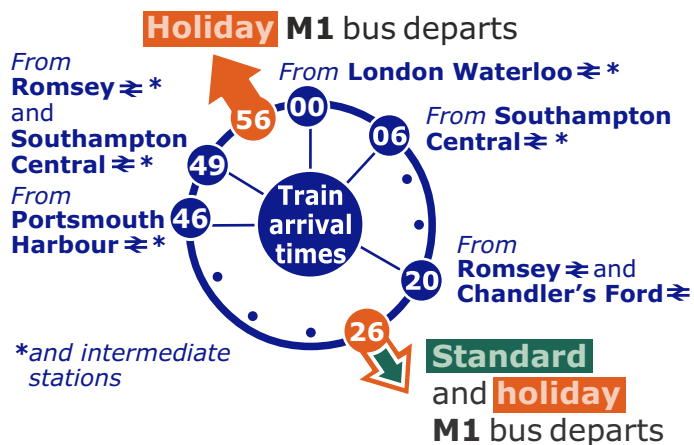 Holiday M1 bus departs
From London Waterloo *
From Southampton
Central *
From
Romsey *
and
Southampton
Central *
From
Portsmouth
Harbour *
56
00
06
49
46
20
26
Train
arrival
times
From
Romsey and
Chandler's Ford
*and intermediate
stations
Standard
and holiday
M1 bus departs